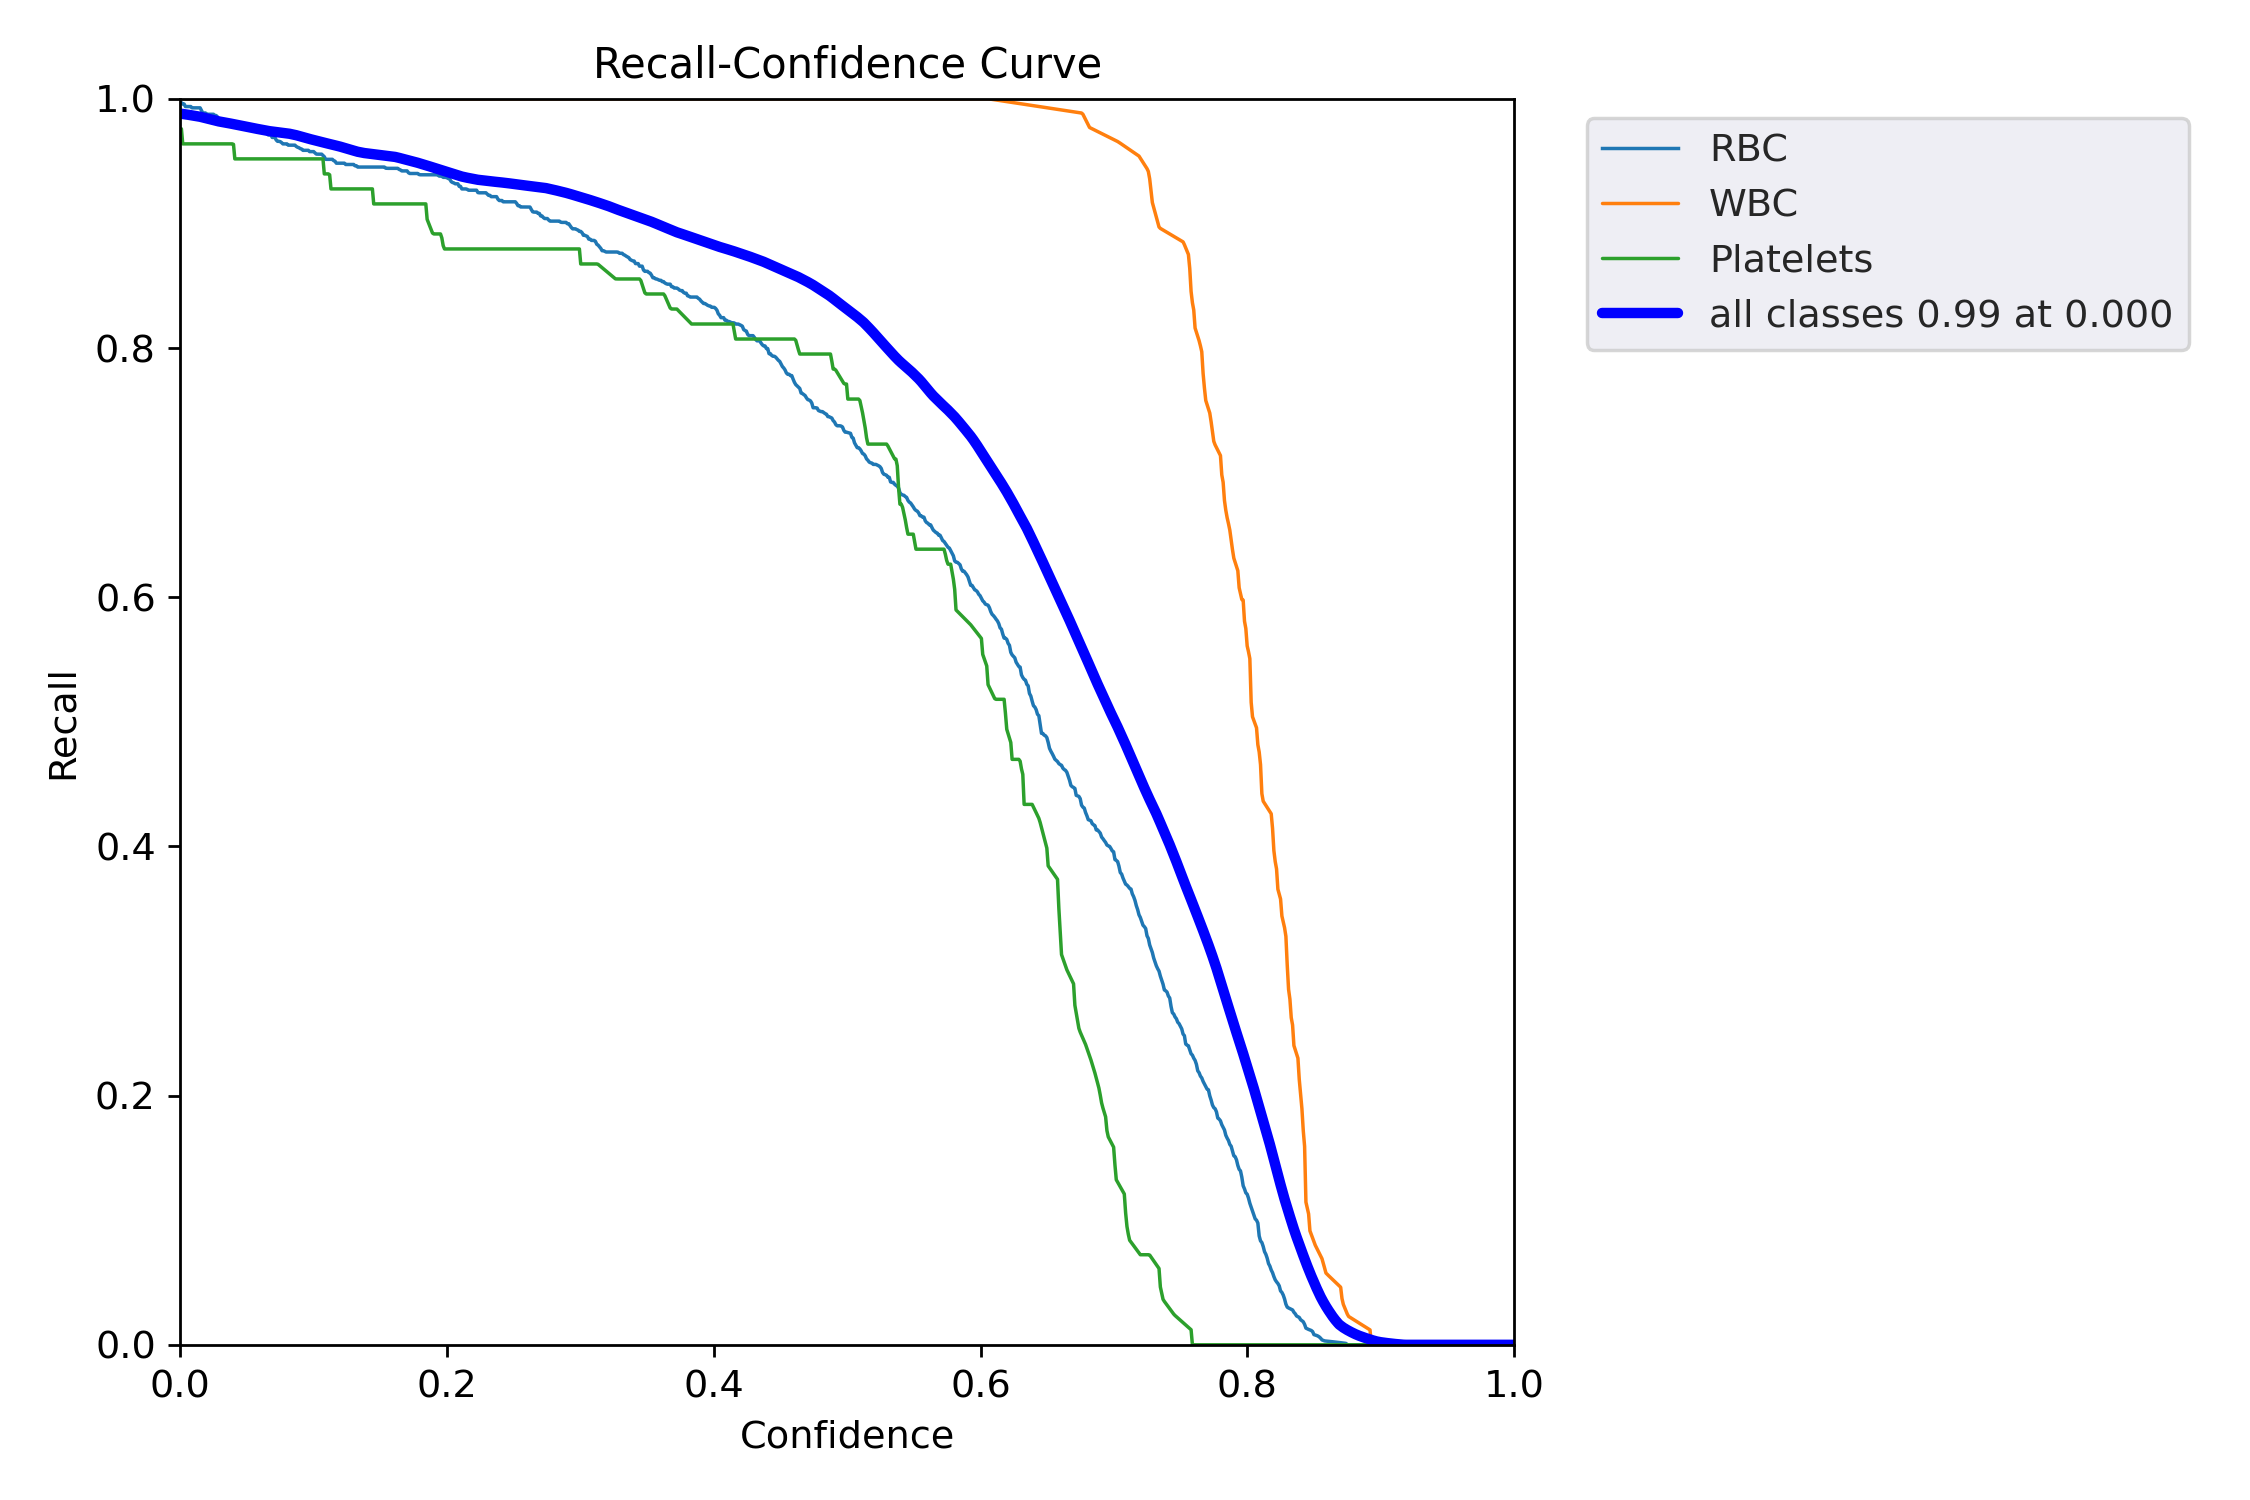 Recall-Confidence Curve
1.0
0.8
0.6
0.4
0.2
0.0
Recall
0.0 0.2 0.4 0.6 0.8 1.0
Confidence
RBC
WBC
Platelets
all classes 0.99 at 0.000